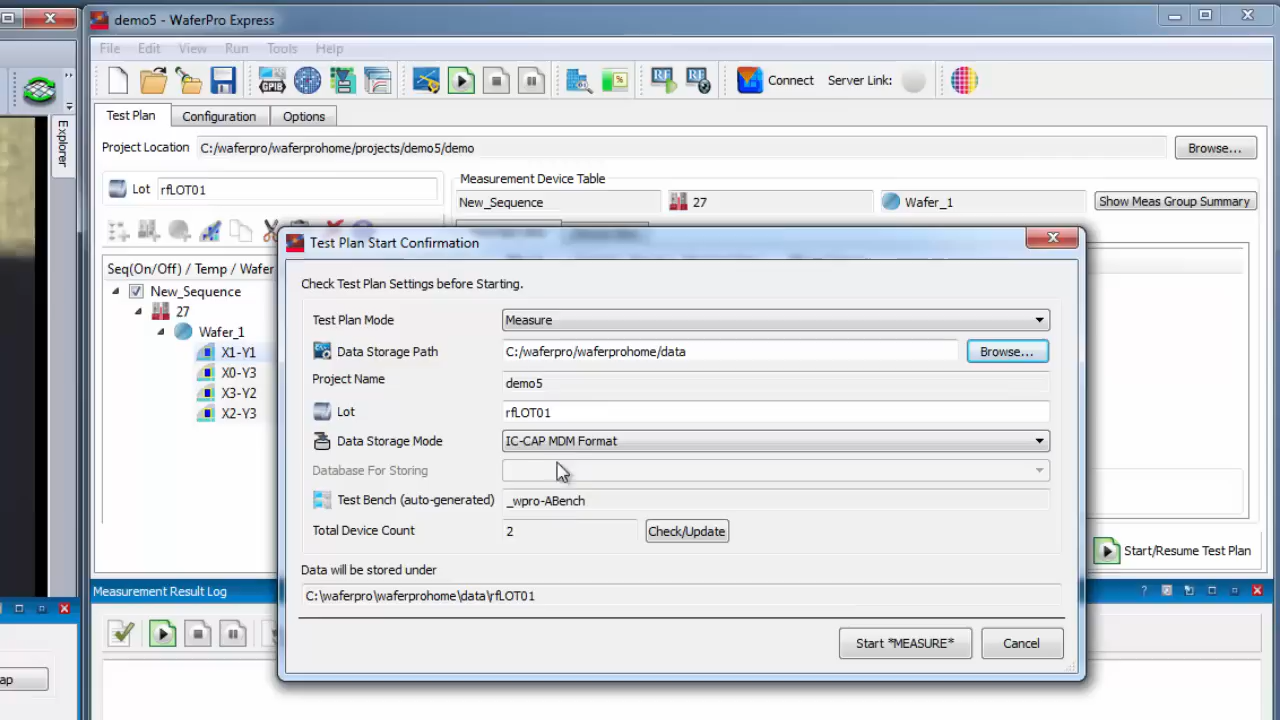 demo5 - WaferPro Express
File Edit View Run Tools Help
GPIB
%
RF RF
Connect Server Link:
Explorer
Test Plan Configuration Options
Project Location C:/waferpro/waferprohome/projects/demo5/demo Browse...
Lot rfLOT01
Measurement Device Table
New_Sequence 27 Wafer_1 Show Meas Group Summary
Seq(On/Off) / Temp / Wafer
New_Sequence
27
Wafer_1
X1-Y1
X0-Y3
X3-Y2
X2-Y3
Test Plan Start Confirmation
Check Test Plan Settings before Starting.
Test Plan Mode Measure
Data Storage Path C:/waferpro/waferprohome/data Browse...
Project Name demo5
Lot rfLOT01
Data Storage Mode IC-CAP MDM Format
Database For Storing
Test Bench (auto-generated) _wpro-ABench
Total Device Count 2 Check/Update
Data will be stored under
C:\waferpro\waferprohome\data\rfLOT01
Start *MEASURE* Cancel
Start/Resume Test Plan
Measurement Result Log
ap